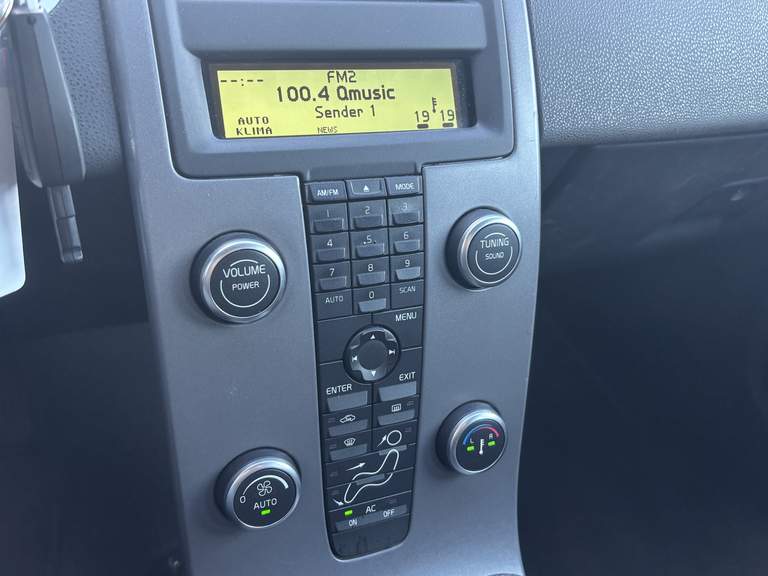 --:--
FM2
100.4 Qmusic
Sender 1
AUTO
KLIMA
NEWS
19 19
AM/FM
MODE
1 2 3
4 5 6
7 8 9
AUTO 0 SCAN
MENU
ENTER
EXIT
VOLUME
POWER
TUNING
SOUND
0
AUTO
L R
AC
ON OFF